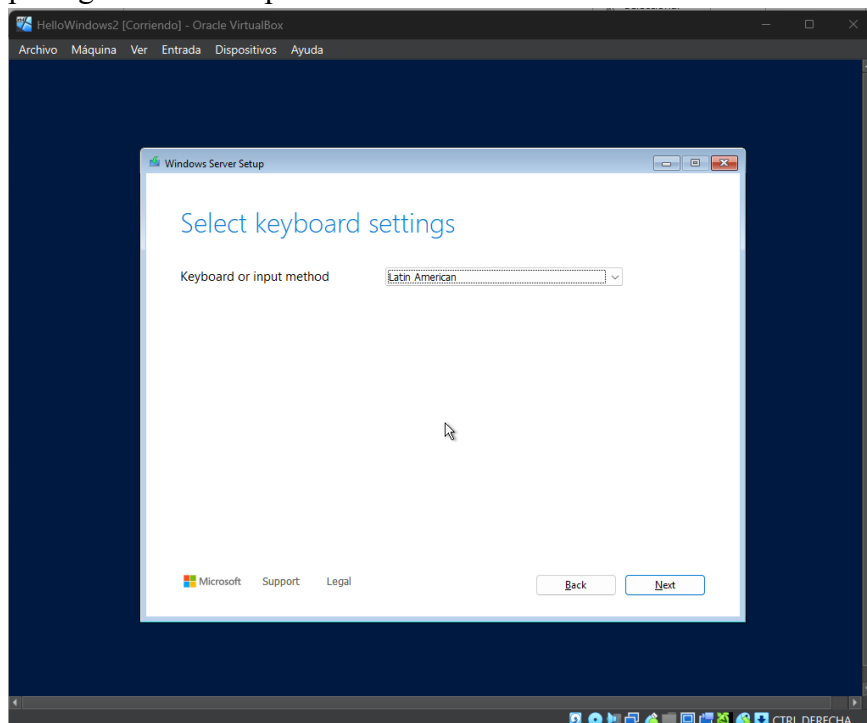 HelloWindows2 [Corriendo] - Oracle VirtualBox
Archivo Máquina Ver Entrada Dispositivos Ayuda
Windows Server Setup
Select keyboard settings
Keyboard or input method
Latin American
Microsoft Support Legal
Back Next
CTRL DERECHA